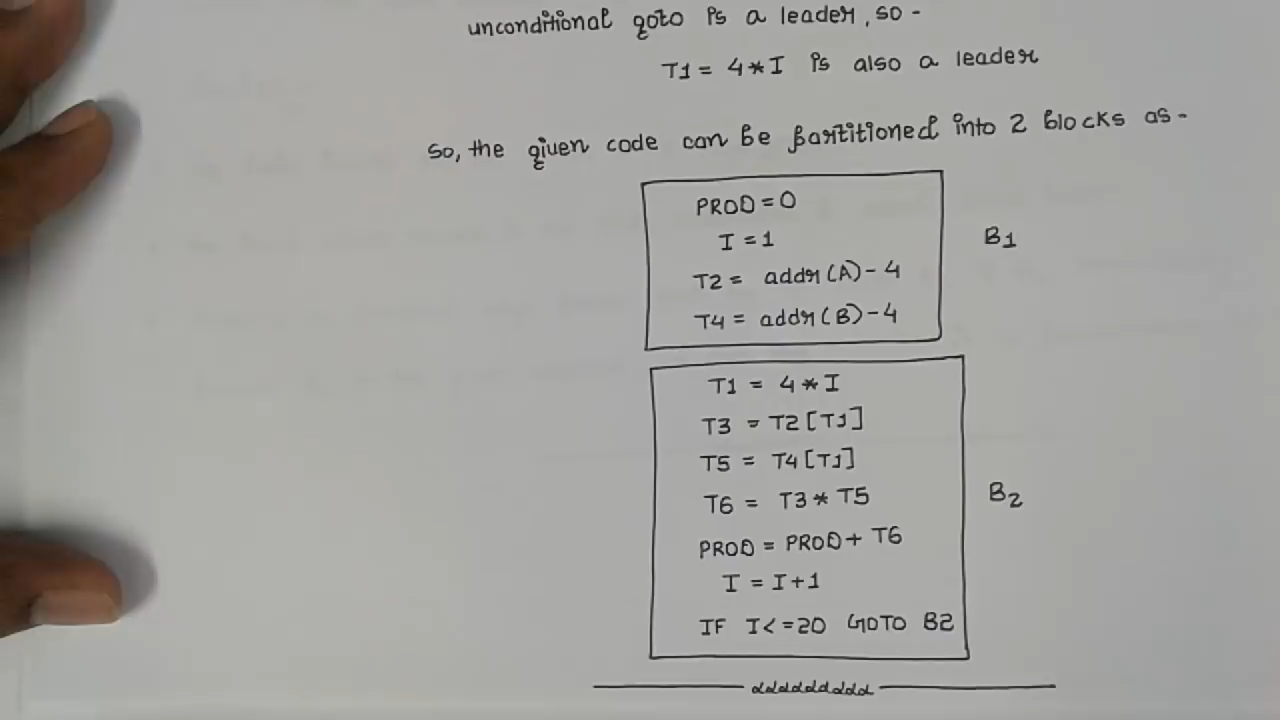 unconditional goto is a leader, so -
T1 = 4*I is also a leader
So, the given code can be partitioned into 2 blocks as -
PROD = 0
I = 1
T2 = addr(A) - 4
T4 = addr(B) - 4
B1
T1 = 4*I
T3 = T2[T1]
T5 = T4[T1]
T6 = T3 * T5
PROD = PROD + T6
I = I+1
IF I<=20 GOTO B2
B2